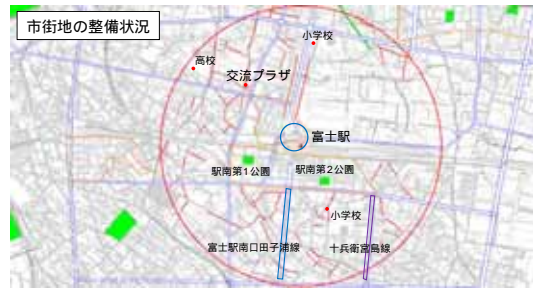 市街地の整備状況
小学校
高校
交流プラザ
富士駅
駅南第1公園
駅南第2公園
小学校
富士駅南口田子浦線
十兵衛宮島線